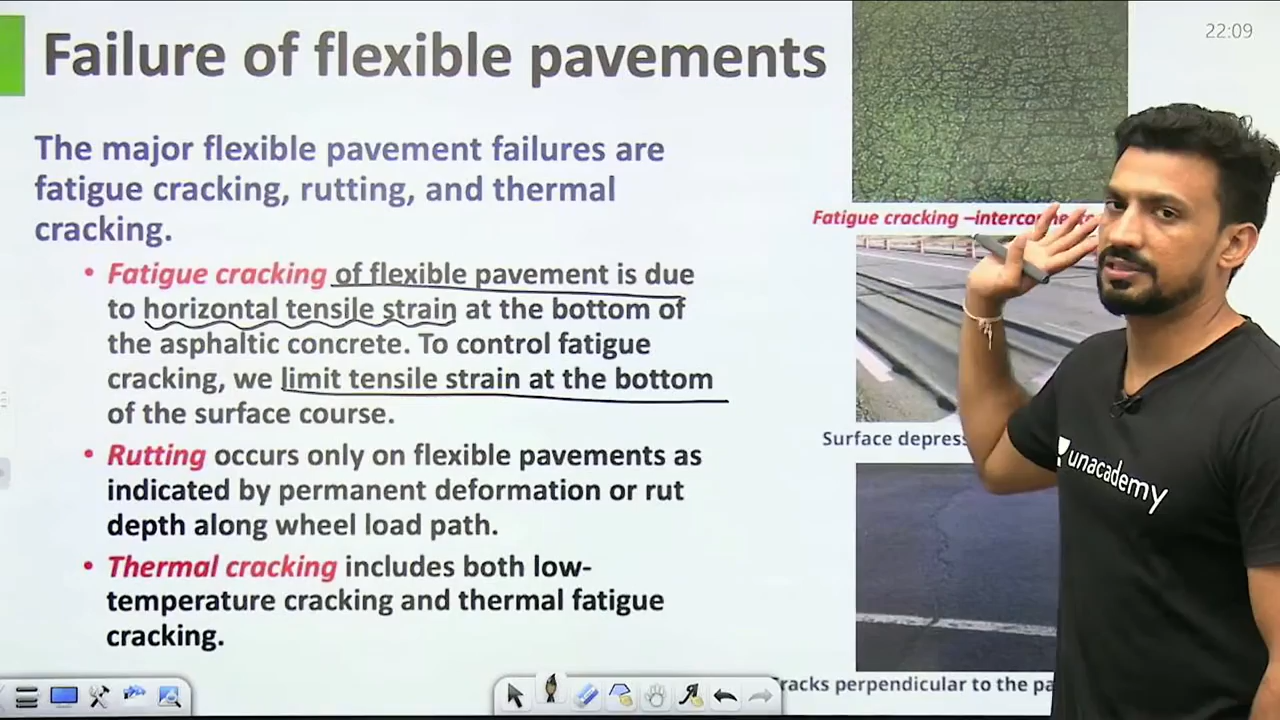 Failure of flexible pavements
22:09
The major flexible pavement failures are
fatigue cracking, rutting, and thermal
cracking.
• Fatigue cracking of flexible pavement is due
to horizontal tensile strain at the bottom of
the asphaltic concrete. To control fatigue
cracking, we limit tensile strain at the bottom
of the surface course.
• Rutting occurs only on flexible pavements as
indicated by permanent deformation or rut
depth along wheel load path.
• Thermal cracking includes both low-
temperature cracking and thermal fatigue
cracking.
Fatigue cracking –
Surface
perpendicular to the
unacademy